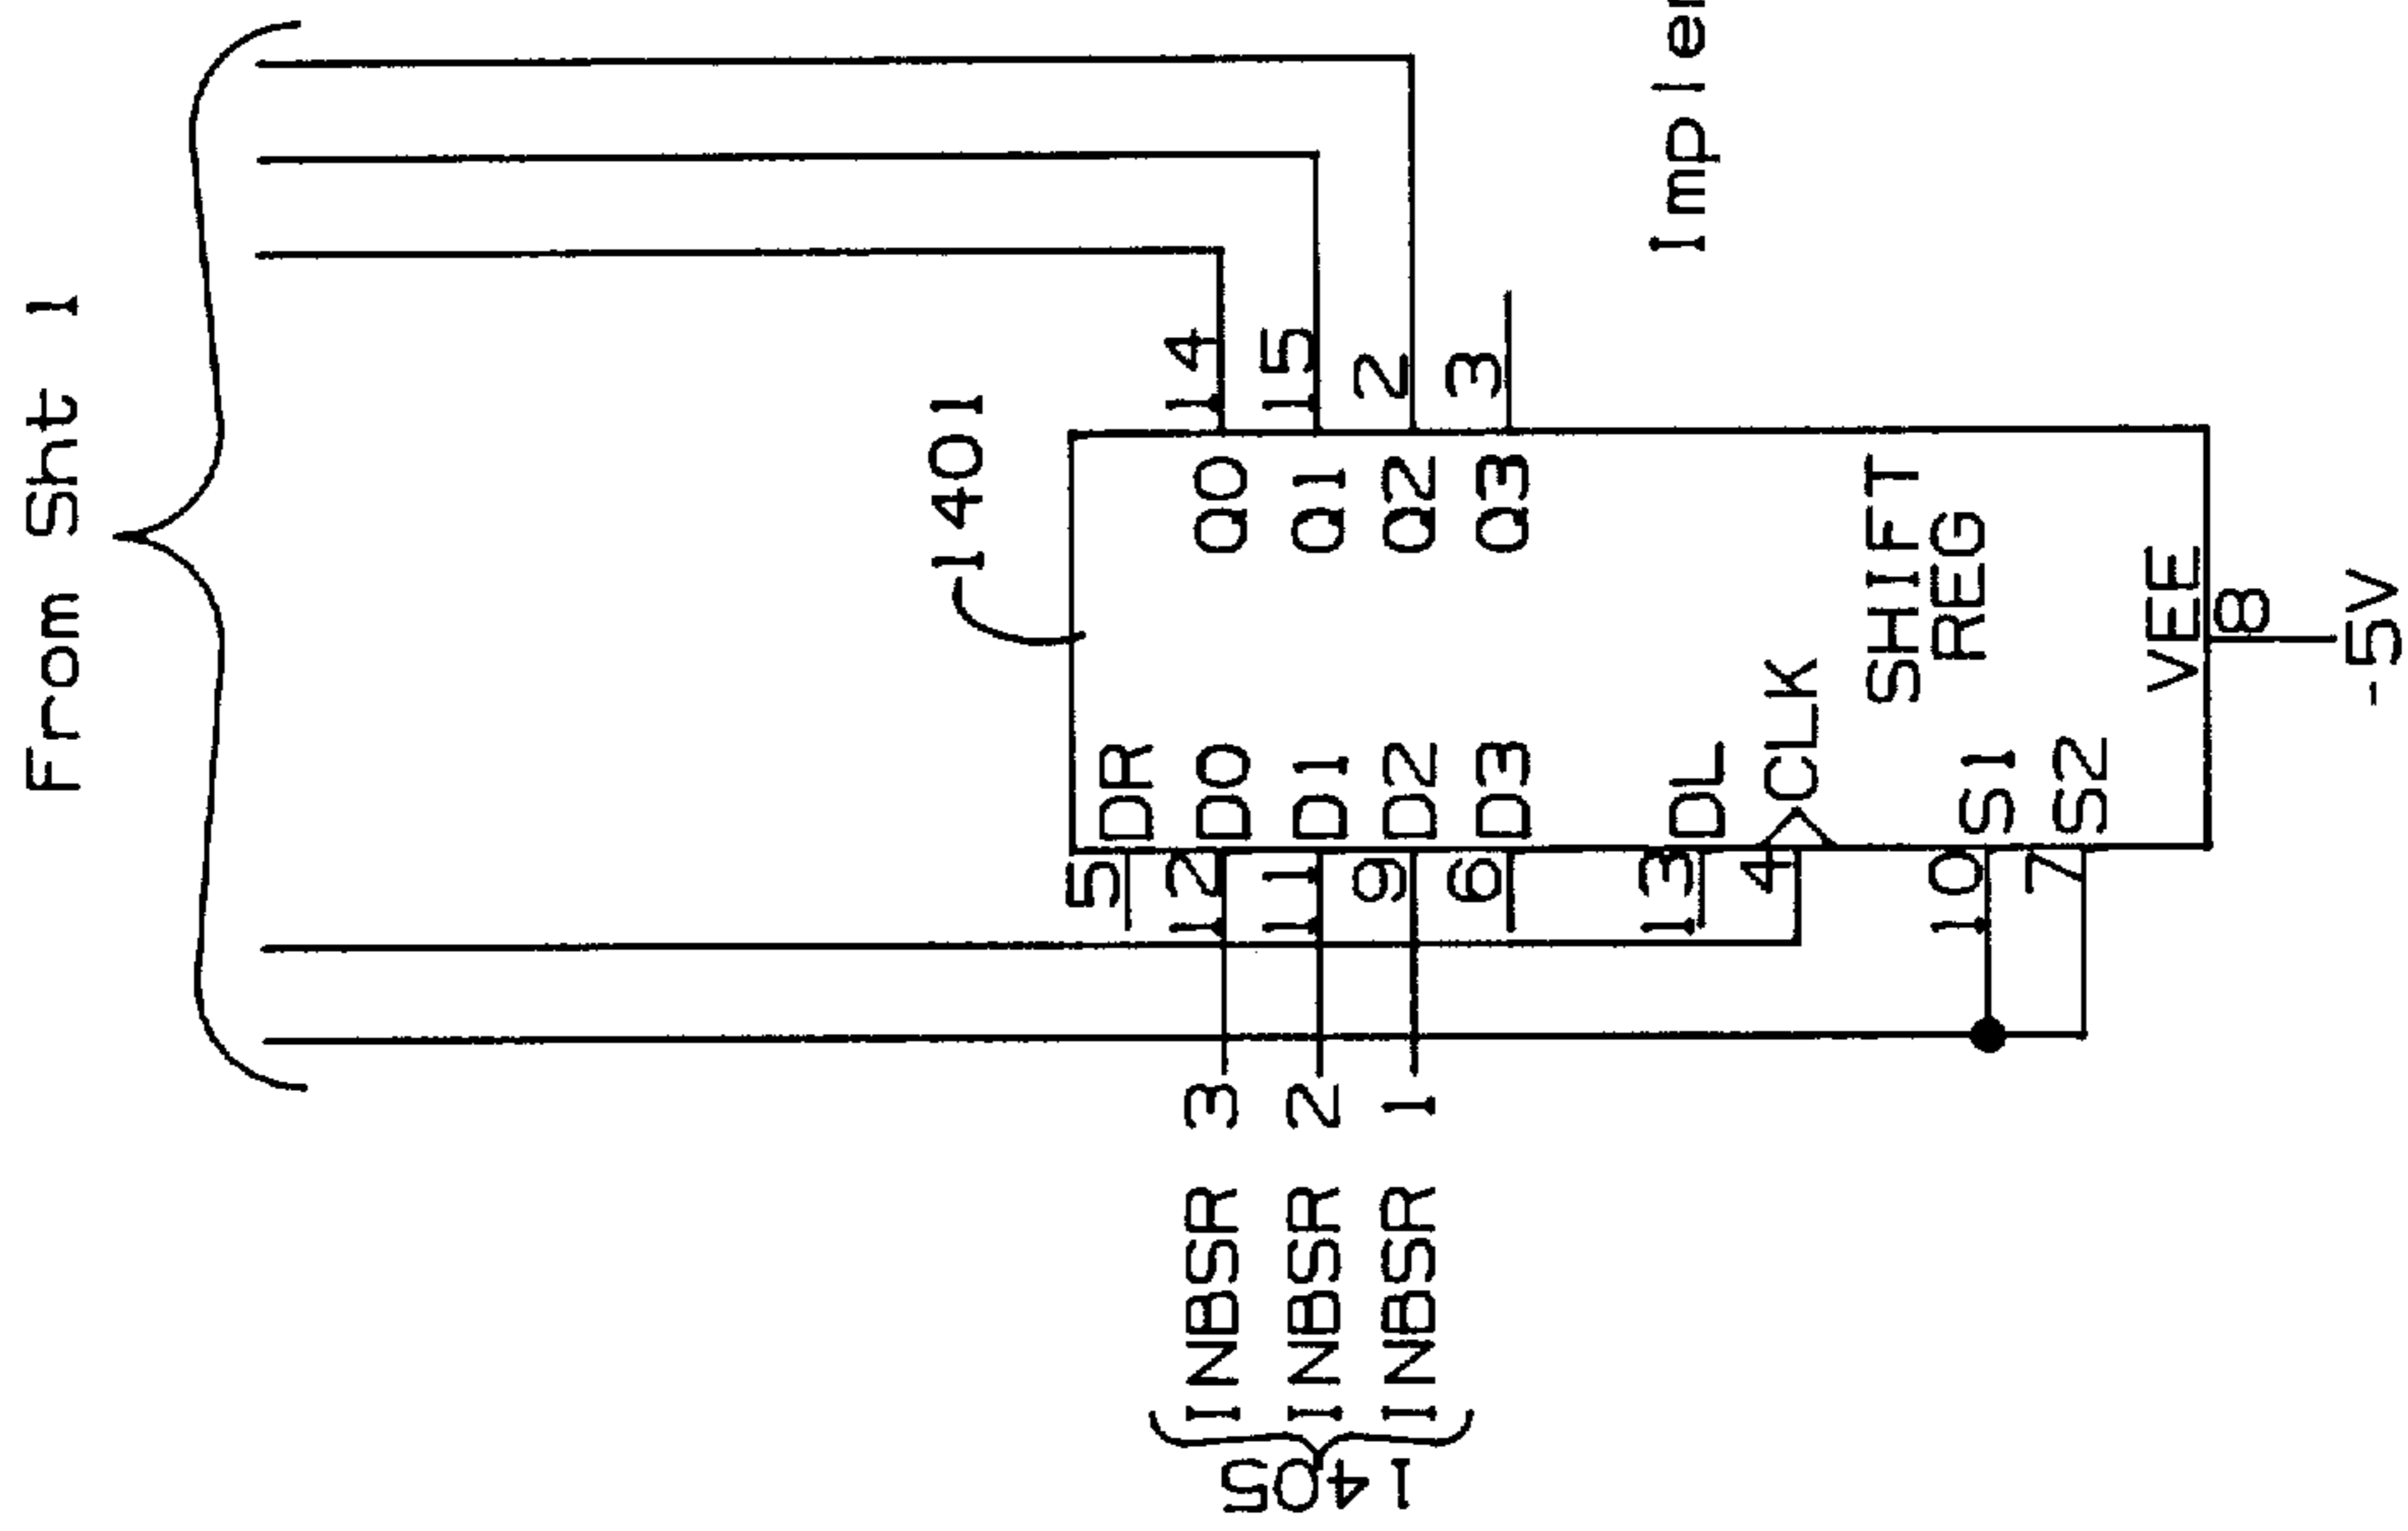 From Sht 1
1401
5 DR
12 D0
11 D1
9 D2
6 D3
13 DL
4 CLK
10 S1
7 S2
Q0 14
Q1 15
Q2 2
Q3 3
SHIFT
REG
VEE
8
-5V
INBSR 3
INBSR 2
INBSR 1
1405
Implem